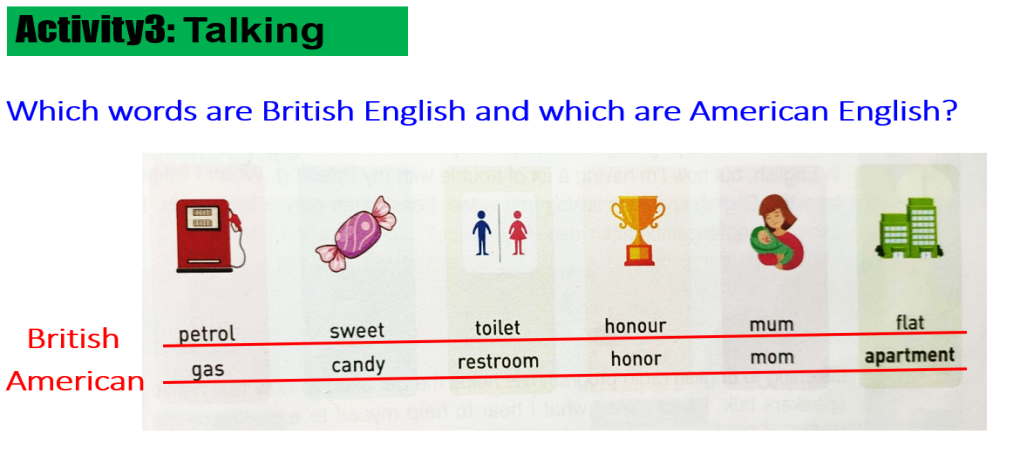 Activity3: Talking
Which words are British English and which are American English?
British petrol sweet toilet honour mum flat
American gas candy restroom honor mom apartment